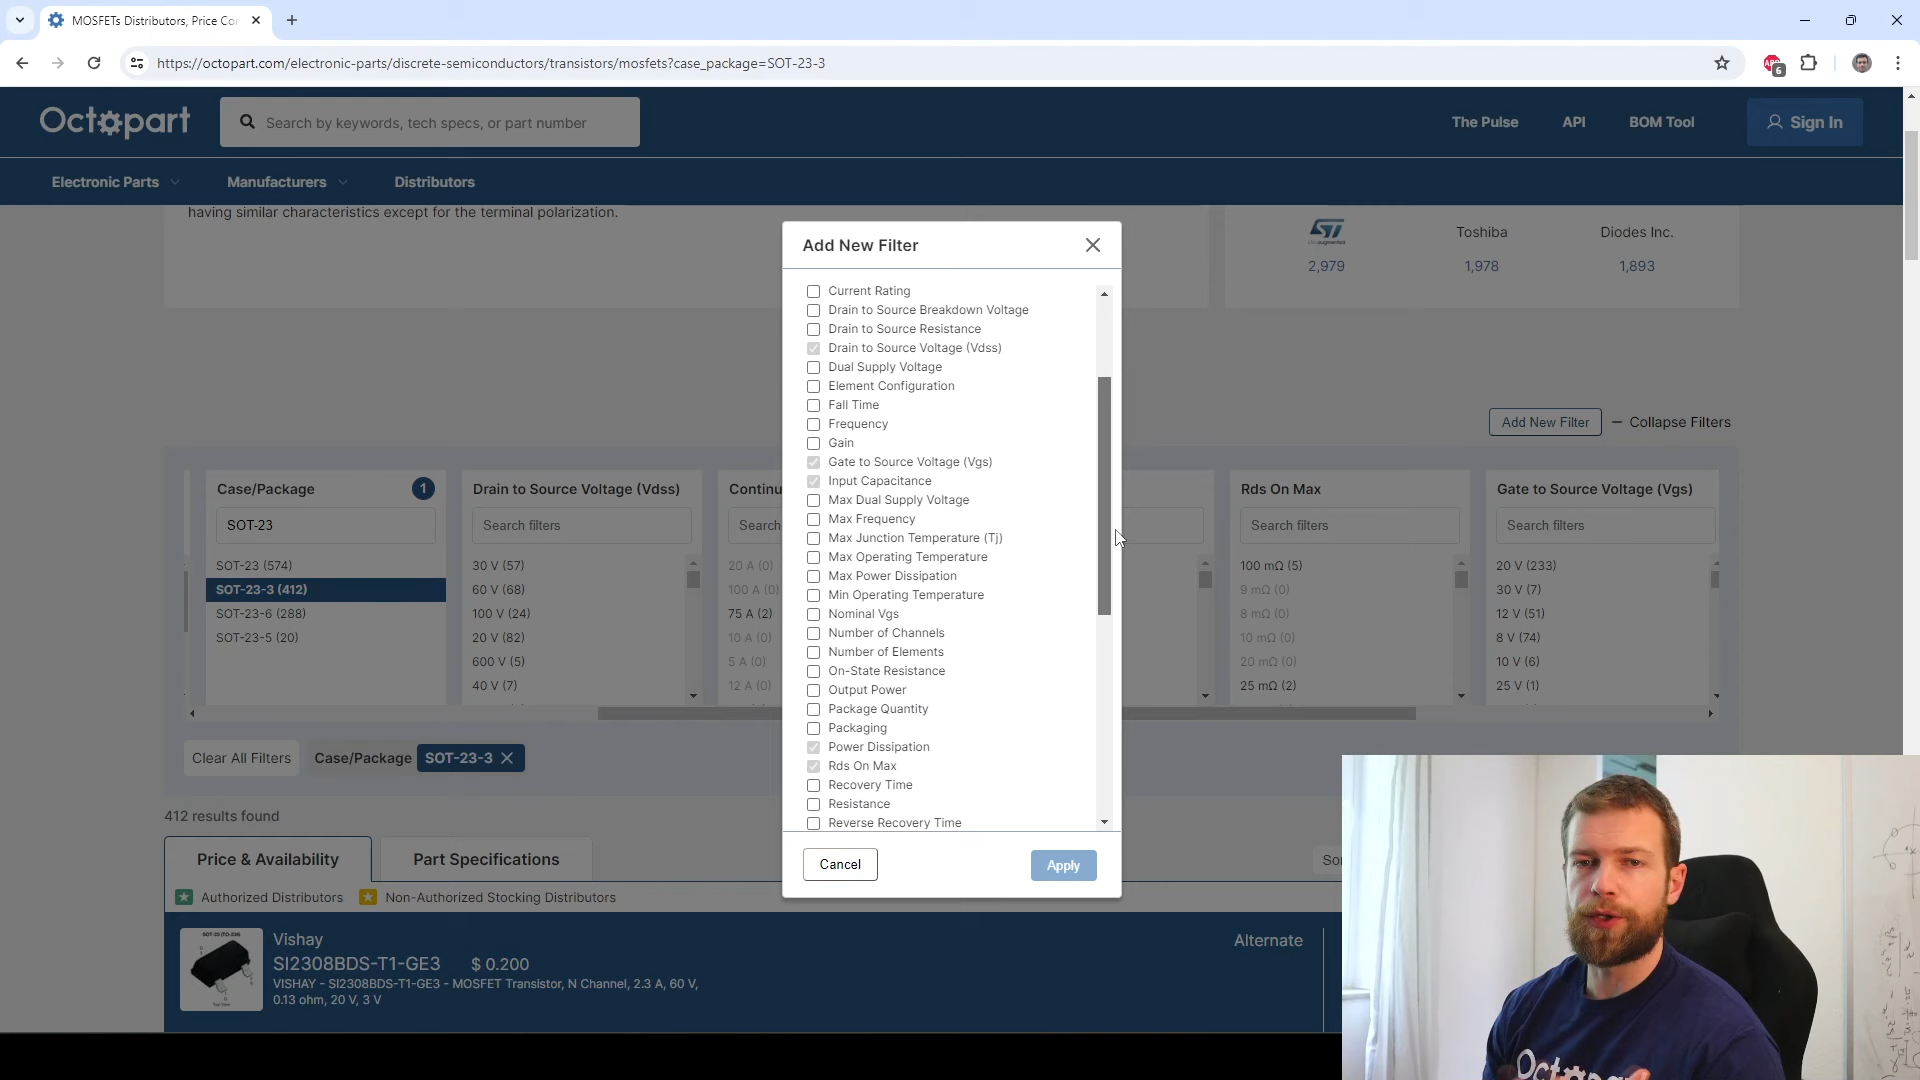 MOSFETs Distributors, Price Co
https://octopart.com/electronic-parts/discrete-semiconductors/transistors/mosfets?case_package=SOT-23-3
6
Octopart
Search by keywords, tech specs, or part number
The Pulse
API
BOM Tool
Sign In
Electronic Parts
Manufacturers
Distributors
having similar characteristics except for the terminal polarization.
ST
Toshiba
Diodes Inc.
2,979
1,978
1,893
Add New Filter
Current Rating
Drain to Source Breakdown Voltage
Drain to Source Resistance
Drain to Source Voltage (Vdss)
Dual Supply Voltage
Element Configuration
Fall Time
Frequency
Gain
Gate to Source Voltage (Vgs)
Input Capacitance
Max Dual Supply Voltage
Max Frequency
Max Junction Temperature (Tj)
Max Operating Temperature
Max Power Dissipation
Min Operating Temperature
Nominal Vgs
Number of Channels
Number of Elements
On-State Resistance
Output Power
Package Quantity
Packaging
Power Dissipation
Rds On Max
Recovery Time
Resistance
Reverse Recovery Time
Cancel
Apply
Add New Filter
Collapse Filters
Case/Package
1
SOT-23
SOT-23 (574)
SOT-23-3 (412)
SOT-23-6 (288)
SOT-23-5 (20)
Drain to Source Voltage (Vdss)
Search filters
30 V (57)
60 V (68)
100 V (24)
20 V (82)
600 V (5)
40 V (7)
Continu
Search
20 A (0)
100 A (0)
75 A (2)
10 A (0)
5 A (0)
12 A (0)
Rds On Max
Search filters
100 mΩ (5)
9 mΩ (0)
8 mΩ (0)
10 mΩ (0)
20 mΩ (0)
25 mΩ (2)
Gate to Source Voltage (Vgs)
Search filters
20 V (233)
30 V (7)
12 V (51)
8 V (74)
10 V (6)
25 V (1)
Clear All Filters
Case/Package
SOT-23-3
412 results found
Price & Availability
Part Specifications
So
Authorized Distributors
Non-Authorized Stocking Distributors
SOT-23 (TO-236)
Vishay
SI2308BDS-T1-GE3
$ 0.200
VISHAY - SI2308BDS-T1-GE3 - MOSFET Transistor, N Channel, 2.3 A, 60 V,
0.13 ohm, 20 V, 3 V
Alternate